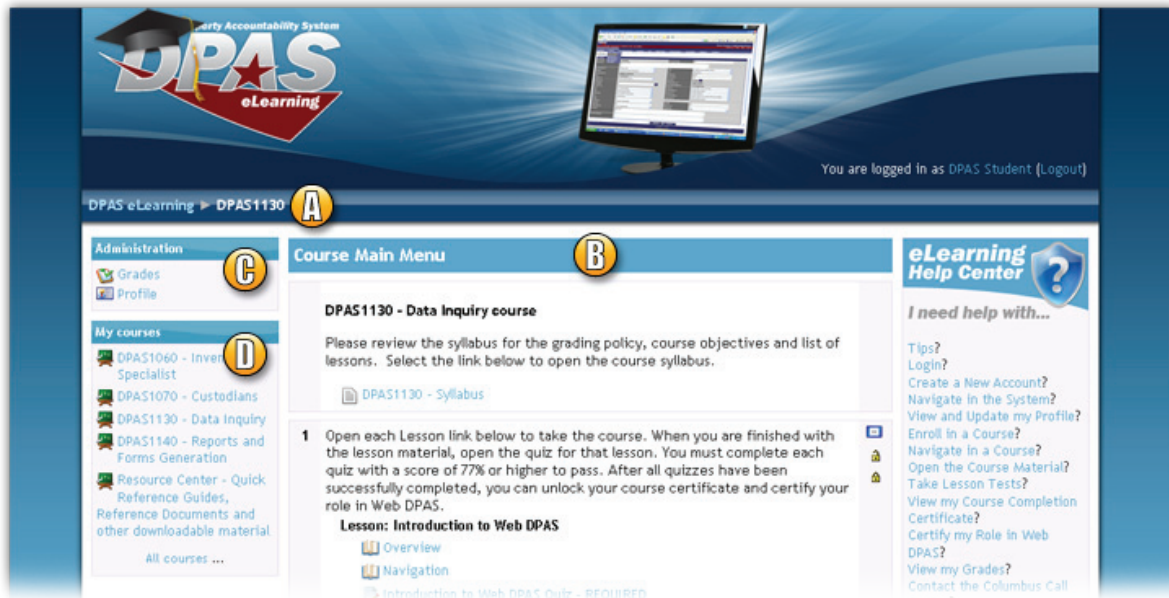 erty Accountability System
DPAS
eLearning
You are logged in as DPAS Student (Logout)
DPAS eLearning ► DPAS1130
A
Administration
C
Grades
Profile
My courses
D
DPAS1060 - Inven
Specialist
DPAS1070 - Custodians
DPAS1130 - Data Inquiry
DPAS1140 - Reports and
Forms Generation
Resource Center - Quick
Reference Guides,
Reference Documents and
other downloadable material
All courses ...
Course Main Menu
B
DPAS1130 - Data Inquiry course
Please review the syllabus for the grading policy, course objectives and list of
lessons. Select the link below to open the course syllabus.
DPAS1130 - Syllabus
1 Open each Lesson link below to take the course. When you are finished with
the lesson material, open the quiz for that lesson. You must complete each
quiz with a score of 77% or higher to pass. After all quizzes have been
successfully completed, you can unlock your course certificate and certify your
role in Web DPAS.
Lesson: Introduction to Web DPAS
Overview
Navigation
Introduction to Web DPAS Quiz - REQUIRED
eLearning
Help Center
?
I need help with...
Tips?
Login?
Create a New Account?
Navigate in the System?
View and Update my Profile?
Enroll in a Course?
Navigate in a Course?
Open the Course Material?
Take Lesson Tests?
View my Course Completion
Certificate?
Certify my Role in Web
DPAS?
View my Grades?
Contact the Columbus Call